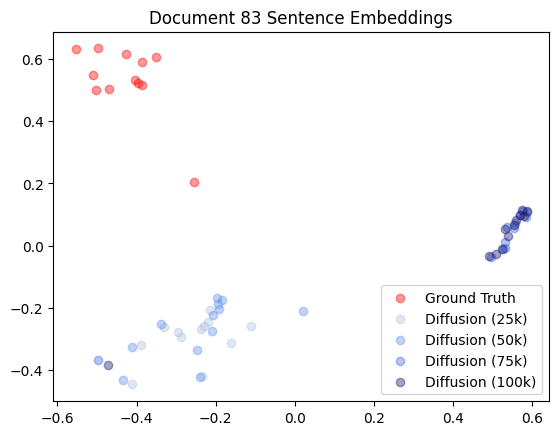 Document 83 Sentence Embeddings
0.6
0.4
0.2
0.0
−0.2
−0.4
−0.6
−0.4
−0.2
0.0
0.2
0.4
0.6
Ground Truth
Diffusion (25k)
Diffusion (50k)
Diffusion (75k)
Diffusion (100k)